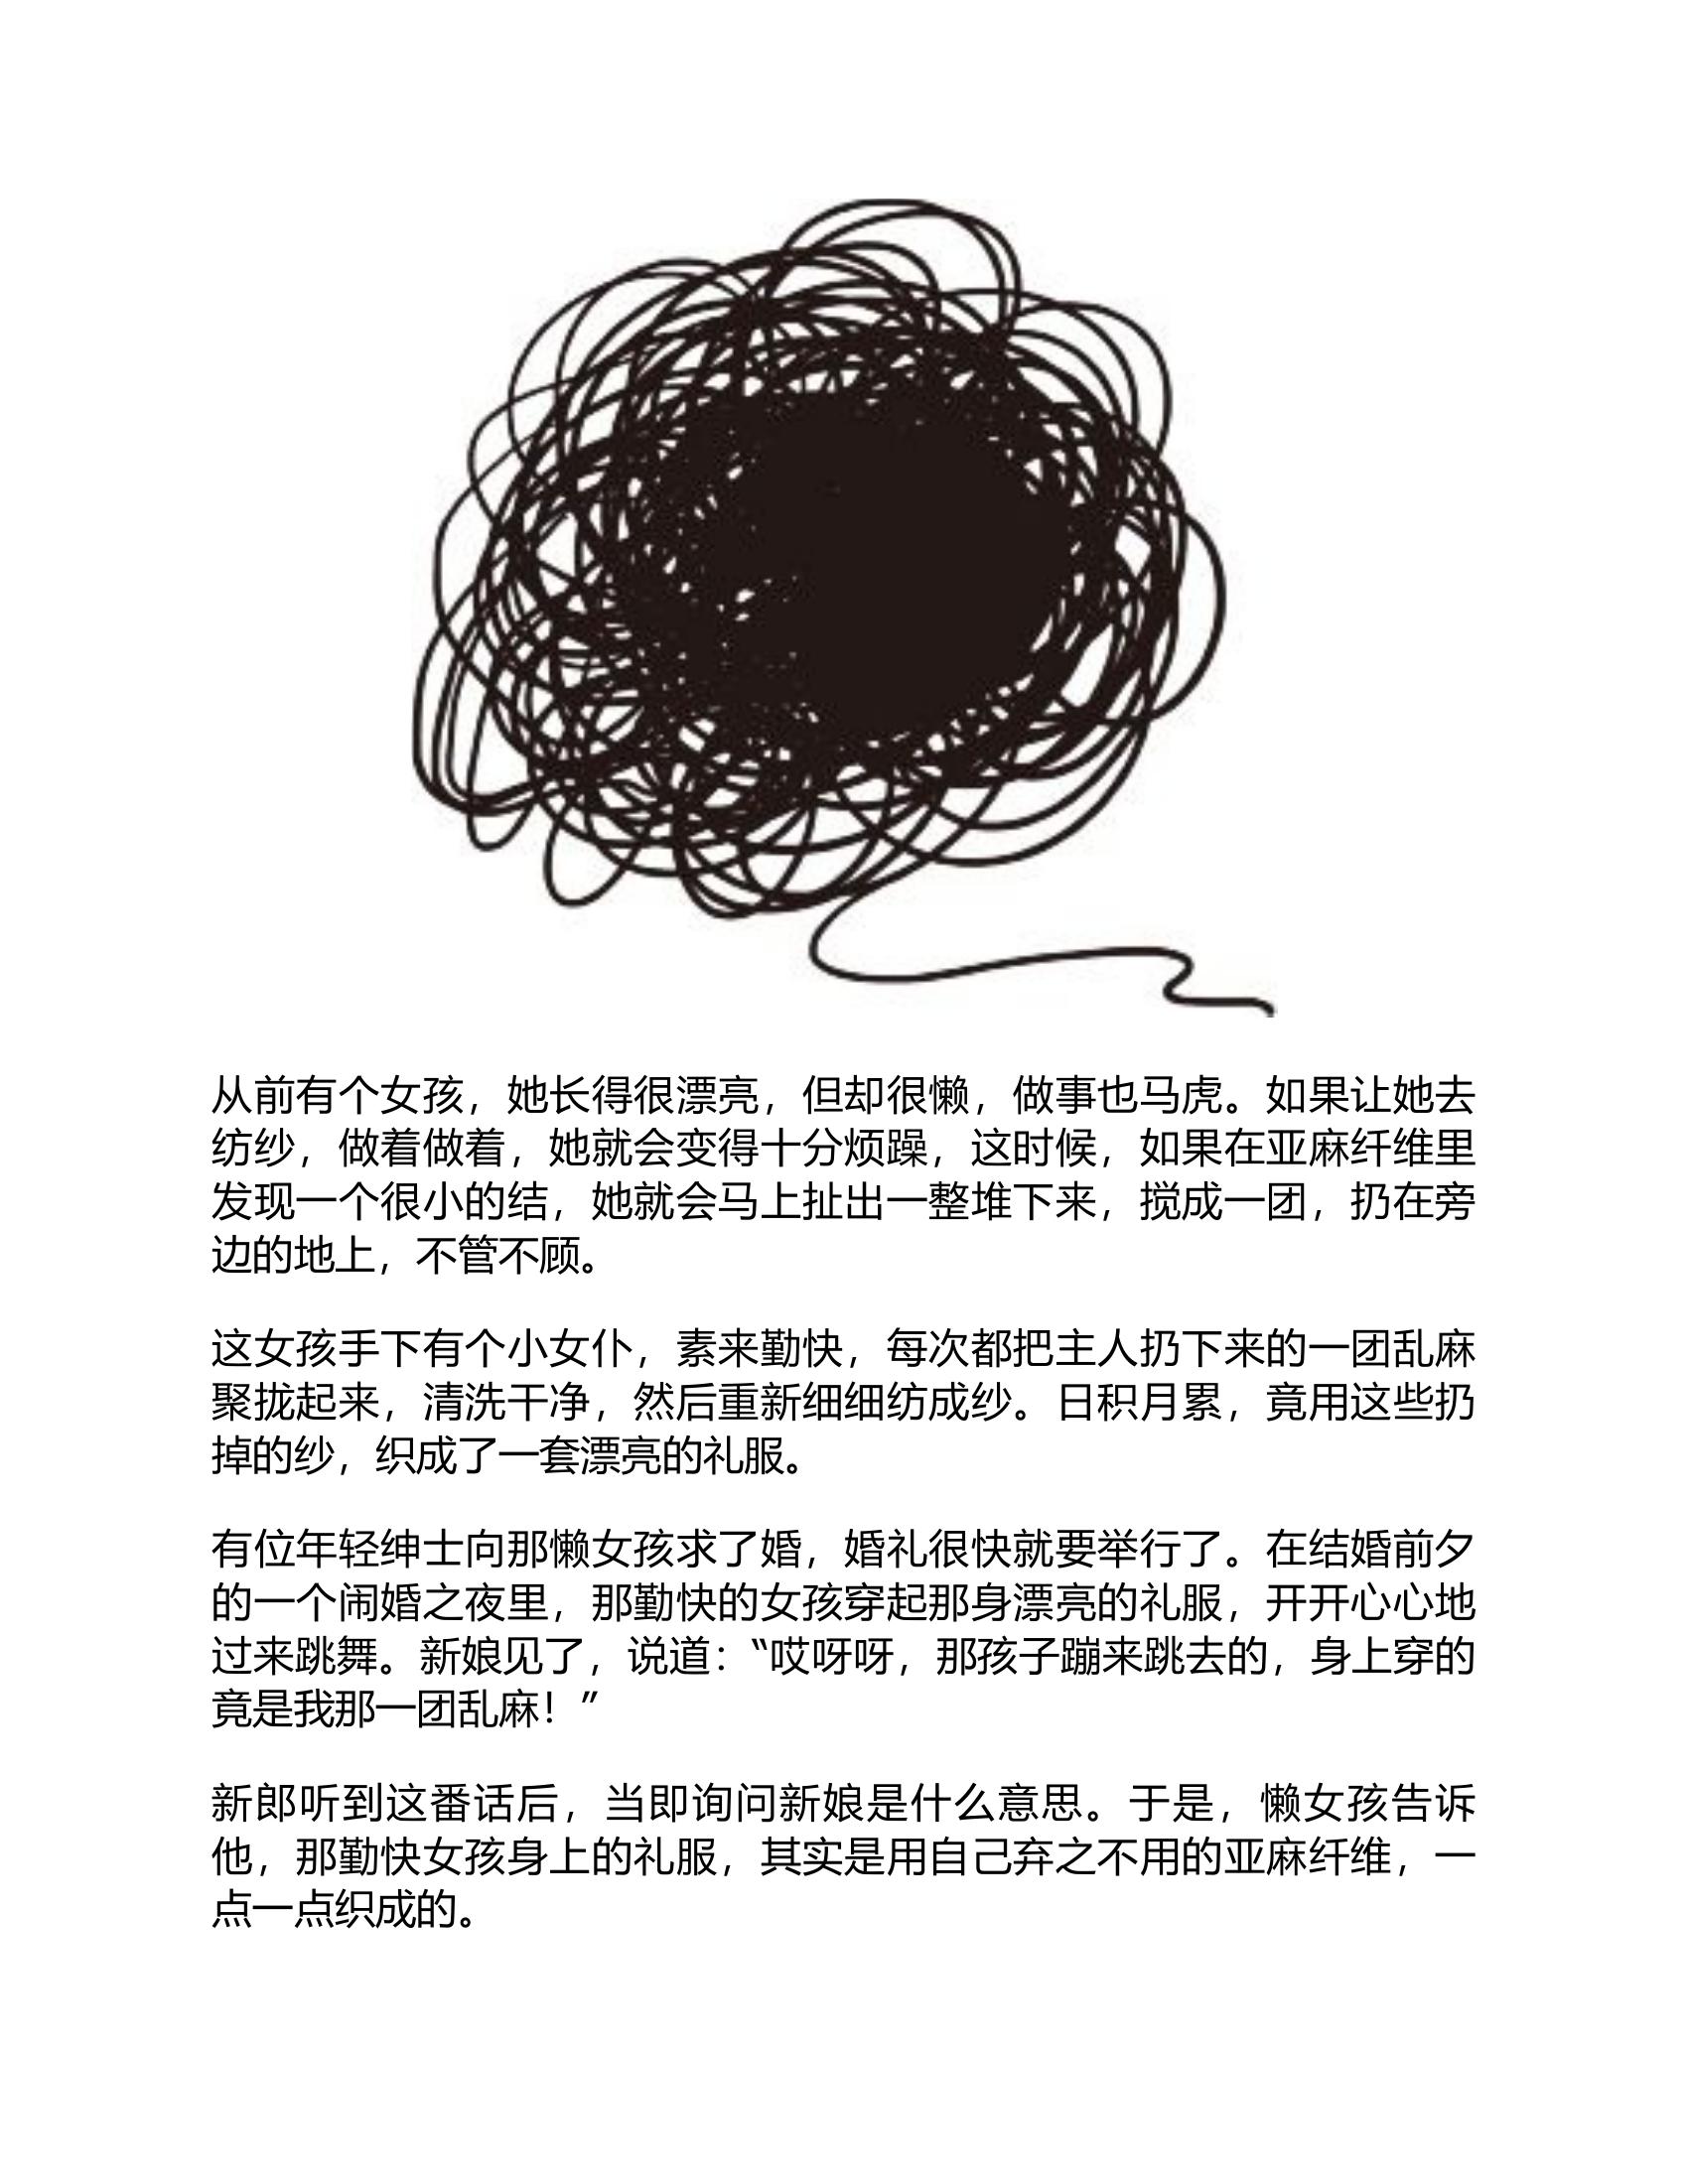 从前有个女孩，她长得很漂亮，但却很懒，做事也马虎。如果让她去
纺纱，做着做着，她就会变得十分烦躁，这时候，如果在亚麻纤维里
发现一个很小的结，她就会马上扯出一整堆下来，搅成一团，扔在旁
边的地上，不管不顾。
这女孩手下有个小女仆，素来勤快，每次都把主人扔下来的一团乱麻
聚拢起来，清洗干净，然后重新细细纺成纱。日积月累，竟用这些扔
掉的纱，织成了一套漂亮的礼服。
有位年轻绅士向那懒女孩求了婚，婚礼很快就要举行了。在结婚前夕
的一个闹婚之夜里，那勤快的女孩穿起那身漂亮的礼服，开开心心地
过来跳舞。新娘见了，说道：“哎呀呀，那孩子蹦来跳去的，身上穿的
竟是我那一团乱麻！”
新郎听到这番话后，当即询问新娘是什么意思。于是，懒女孩告诉
他，那勤快女孩身上的礼服，其实是用自己弃之不用的亚麻纤维，一
点一点织成的。